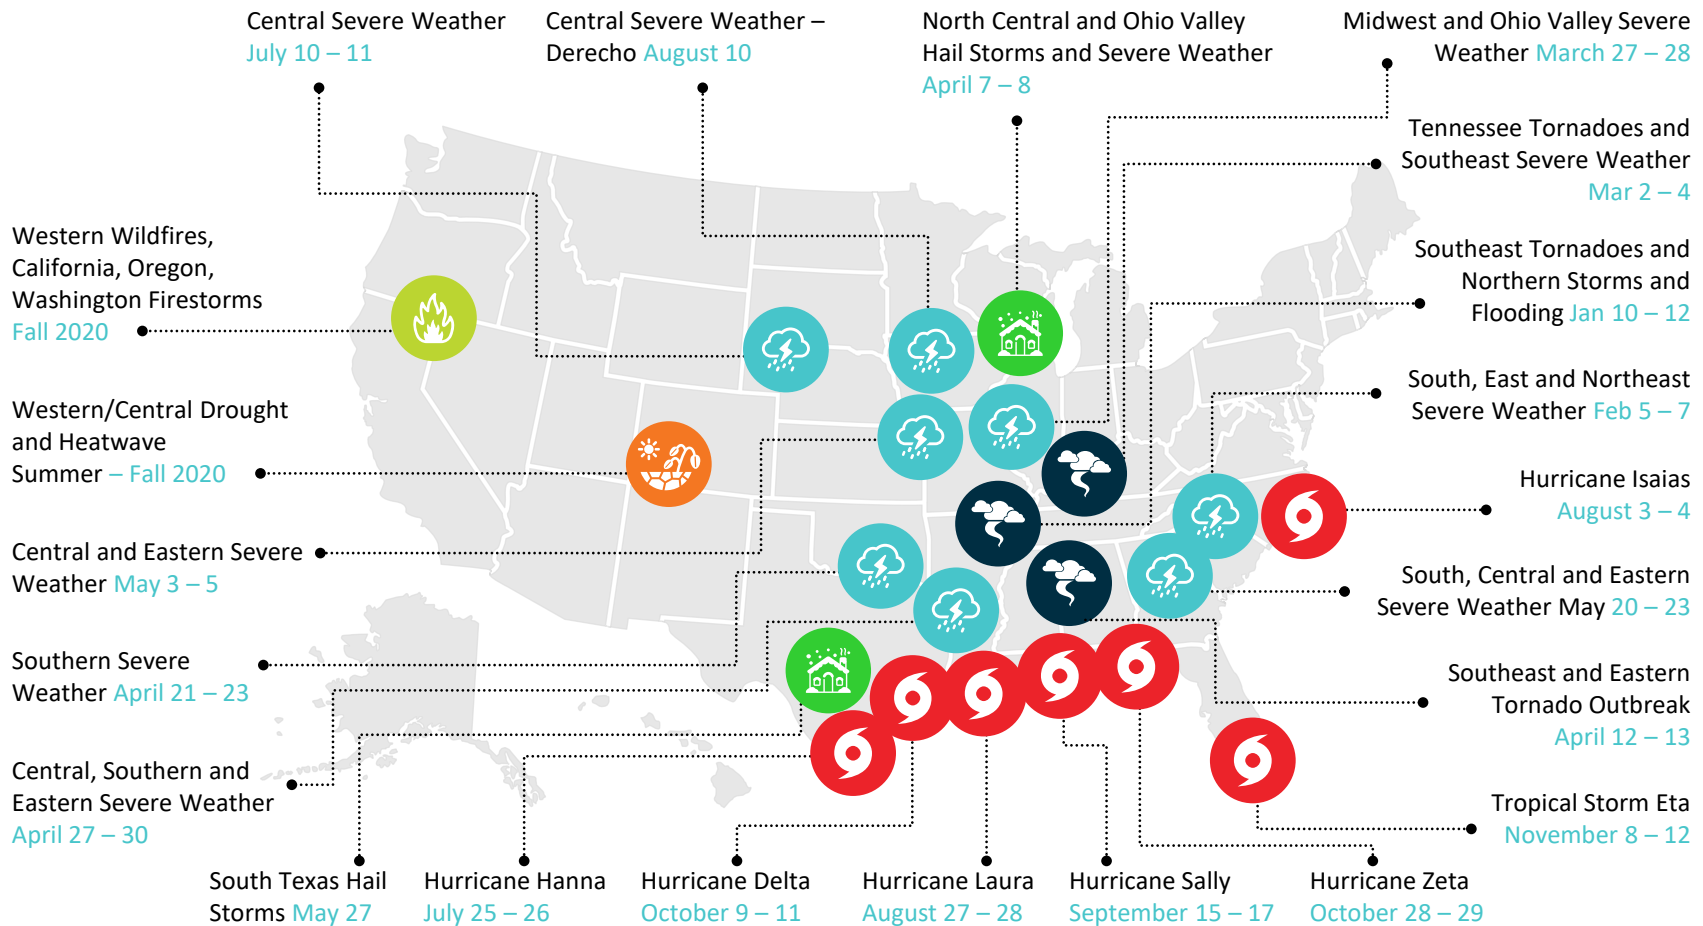 Central Severe Weather
July 10 – 11
Central Severe Weather –
Derecho August 10
North Central and Ohio Valley
Hail Storms and Severe Weather
April 7 – 8
Midwest and Ohio Valley Severe
Weather March 27 – 28
Tennessee Tornadoes and
Southeast Severe Weather
Mar 2 – 4
Southeast Tornadoes and
Northern Storms and
Flooding Jan 10 – 12
South, East and Northeast
Severe Weather Feb 5 – 7
Hurricane Isaias
August 3 – 4
South, Central and Eastern
Severe Weather May 20 – 23
Southeast and Eastern
Tornado Outbreak
April 12 – 13
Tropical Storm Eta
November 8 – 12
Western Wildfires,
California, Oregon,
Washington Firestorms
Fall 2020
Western/Central Drought
and Heatwave
Summer – Fall 2020
Central and Eastern Severe
Weather May 3 – 5
Southern Severe
Weather April 21 – 23
Central, Southern and
Eastern Severe Weather
April 27 – 30
South Texas Hail
Storms May 27
Hurricane Hanna
July 25 – 26
Hurricane Delta
October 9 – 11
Hurricane Laura
August 27 – 28
Hurricane Sally
September 15 – 17
Hurricane Zeta
October 28 – 29